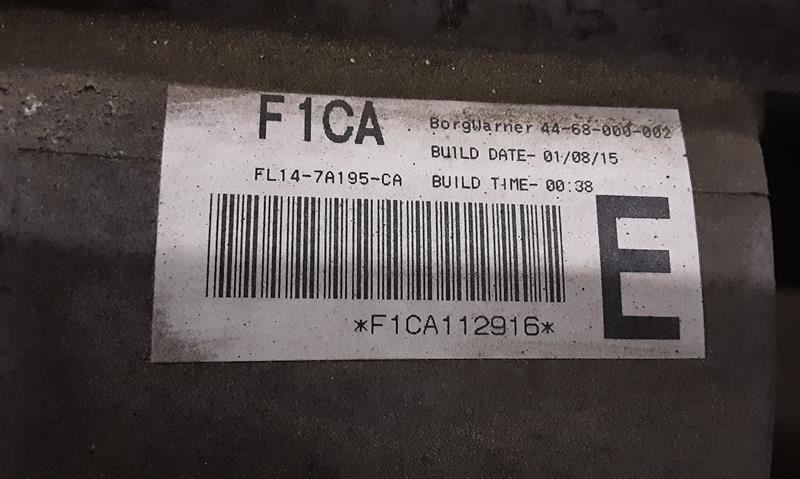 F1CA
BorgWarner 44-68-000-002
BUILD DATE- 01/08/15
FL14-7A195-CA
BUILD TIME- 00:38
E
*F1CA112916*